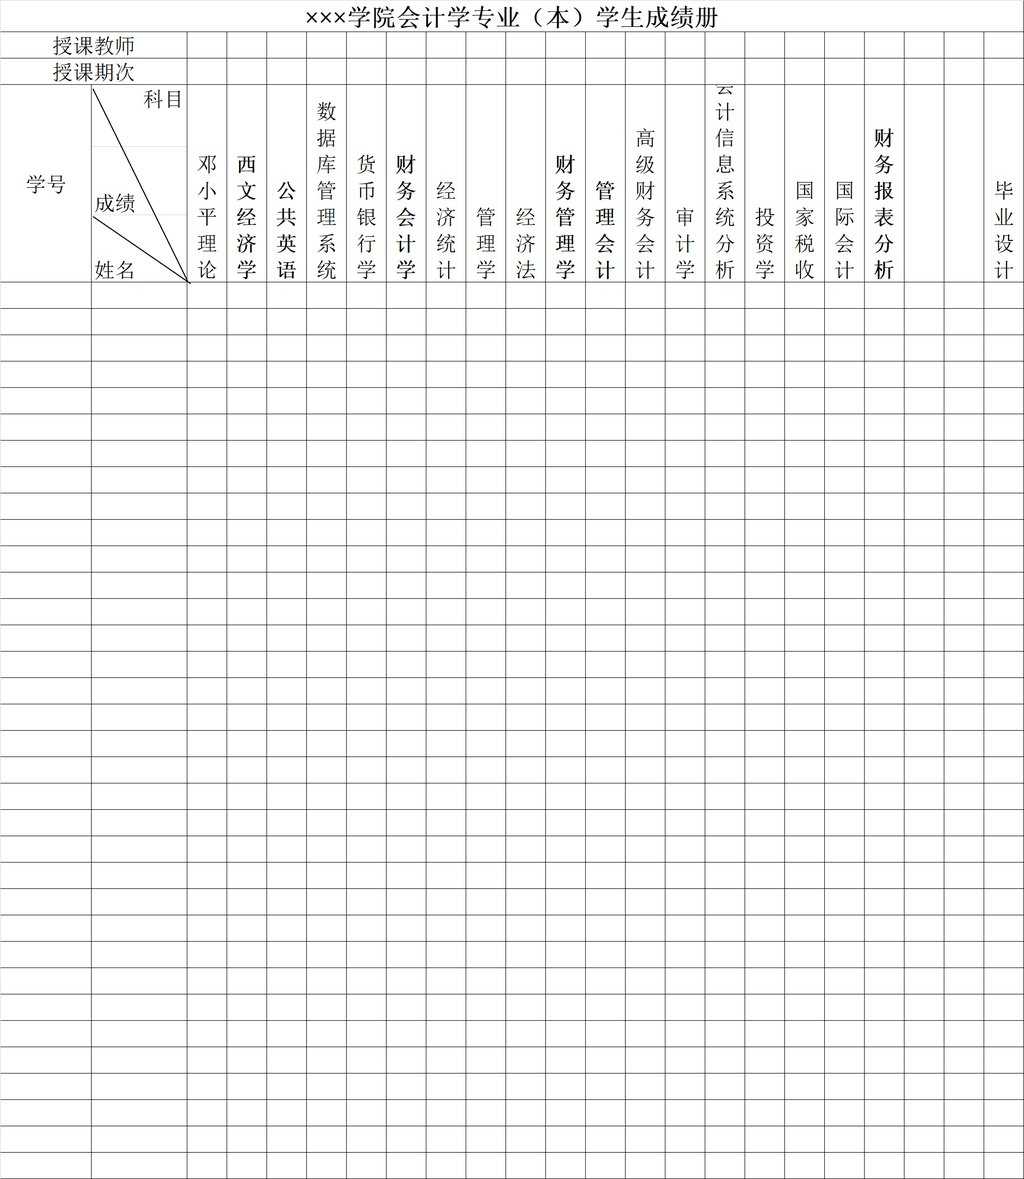 ×××学院会计学专业（本）学生成绩册
授课教师
授课期次
学号
科目
成绩
姓名
邓小平理论
西文经济学
公共英语
数据库管理系统
货币银行学
财务会计学
经济统计
管理学
经济法
财务管理学
管理会计
高级财务会计
审计学
会计信息系统分析
投资学
国家税收
国际会计
财务报表分析
毕业设计